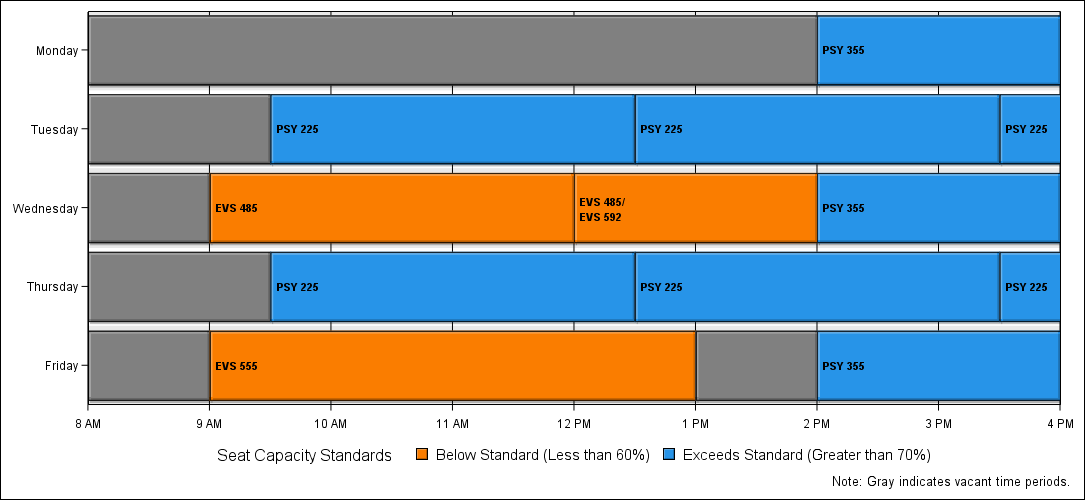 Monday
PSY 355
Tuesday
PSY 225
PSY 225
PSY 225
Wednesday
EVS 485
EVS 485/
EVS 592
PSY 355
Thursday
PSY 225
PSY 225
PSY 225
Friday
EVS 555
PSY 355
8 AM 9 AM 10 AM 11 AM 12 PM 1 PM 2 PM 3 PM 4 PM
Seat Capacity Standards Below Standard (Less than 60%) Exceeds Standard (Greater than 70%)
Note: Gray indicates vacant time periods.